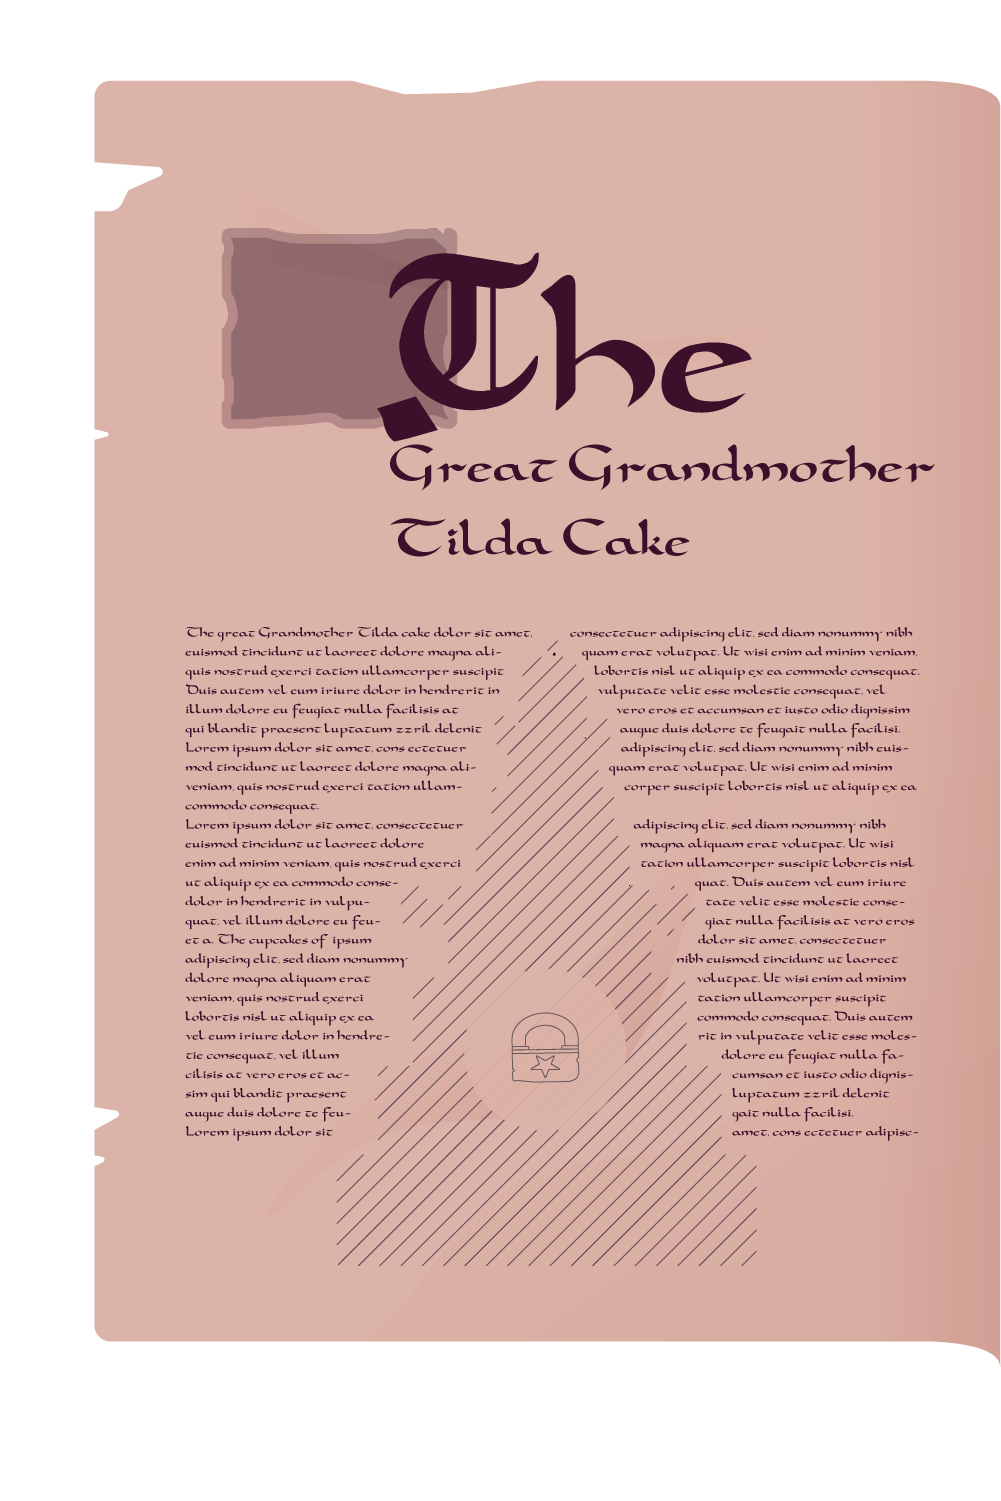 The
Great Grandmother
Tilda Cake
The great Grandmother Tilda cake dolor sit amet, consectetuer adipiscing elit, sed diam nonummy nibh
euismod tincidunt ut laoreet dolore magna ali- quam erat volutpat. Ut wisi enim ad minim veniam,
quis nostrud exerci tation ullamcorper suscipit lobortis nisl ut aliquip ex ea commodo consequat.
Duis autem vel eum iriure dolor in hendrerit in vulputate velit esse molestie consequat, vel
illum dolore eu feugiat nulla facilisis at vero eros et accumsan et iusto odio dignissim
qui blandit praesent luptatum zzril delenit augue duis dolore te feugait nulla facilisi.
Lorem ipsum dolor sit amet, cons ectetuer adipiscing elit, sed diam nonummy nibh euis-
mod tincidunt ut laoreet dolore magna ali- quam erat volutpat. Ut wisi enim ad minim
veniam, quis nostrud exerci tation ullam- corper suscipit lobortis nisl ut aliquip ex ea
commodo consequat.
Lorem ipsum dolor sit amet, consectetuer adipiscing elit, sed diam nonummy nibh
euismod tincidunt ut laoreet dolore magna aliquam erat volutpat. Ut wisi
enim ad minim veniam, quis nostrud exerci tation ullamcorper suscipit lobortis nisl
ut aliquip ex ea commodo conse- quat. Duis autem vel eum iriure
dolor in hendrerit in vulpu- tate velit esse molestie conse-
quat, vel illum dolore eu feu- giat nulla facilisis at vero eros
et a. The cupcakes of ipsum dolor sit amet, consectetuer
adipiscing elit, sed diam nonummy nibh euismod tincidunt ut laoreet
dolore magna aliquam erat volutpat. Ut wisi enim ad minim
veniam, quis nostrud exerci tation ullamcorper suscipit
lobortis nisl ut aliquip ex ea commodo consequat. Duis autem
vel eum iriure dolor in hendre- rit in vulputate velit esse moles-
tie consequat, vel illum dolore eu feugiat nulla fa-
cilisis at vero eros et ac- cumsan et iusto odio dignis-
sim qui blandit praesent luptatum zzril delenit
augue duis dolore te feu- gait nulla facilisi.
Lorem ipsum dolor sit amet, cons ectetuer adipisc-